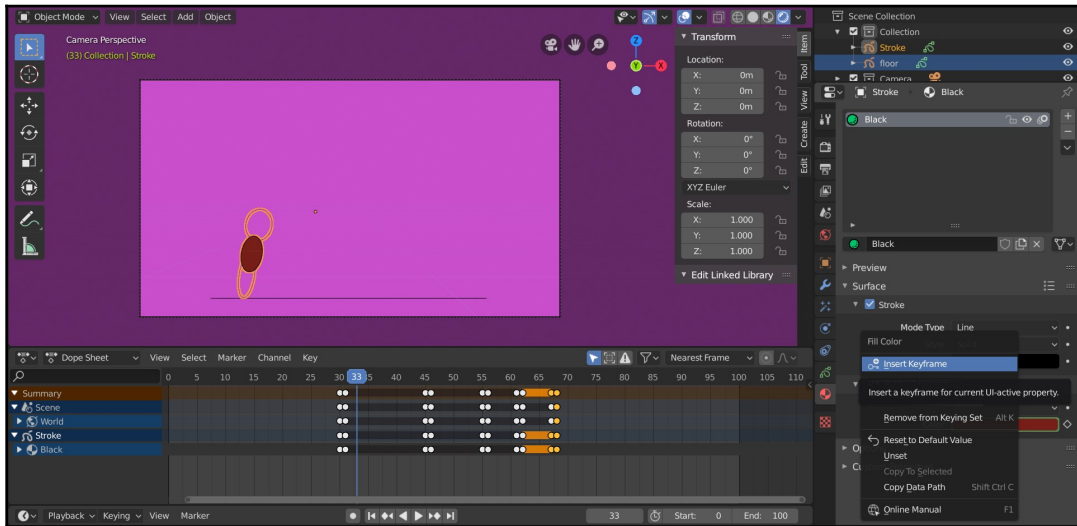 Object Mode View Select Add Object
Camera Perspective
(33) Collection | Stroke
Z
Y
X
Transform
Location:
X: 0m
Y: 0m
Z: 0m
Rotation:
X: 0°
Y: 0°
Z: 0°
XYZ Euler
Scale:
X: 1.000
Y: 1.000
Z: 1.000
Edit Linked Library
Item
Tool
View
Create
Edit
Scene Collection
Collection
Stroke
floor
Camera
Stroke Black
Black
Black
Preview
Surface
Stroke
Mode Type Line
Fill Color
Insert Keyframe
Insert a keyframe for current UI-active property.
Remove from Keying Set Alt K
Reset to Default Value
Unset
Copy To Selected
Copy Data Path Shift Ctrl C
Online Manual F1
Dope Sheet View Select Marker Channel Key Nearest Frame
0 5 10 15 20 25 30 33 35 40 45 50 55 60 65 70 75 80 85 90 95 100 105 110
Summary
Scene
World
Stroke
Black
Playback Keying View Marker 33 Start: 0 End: 100